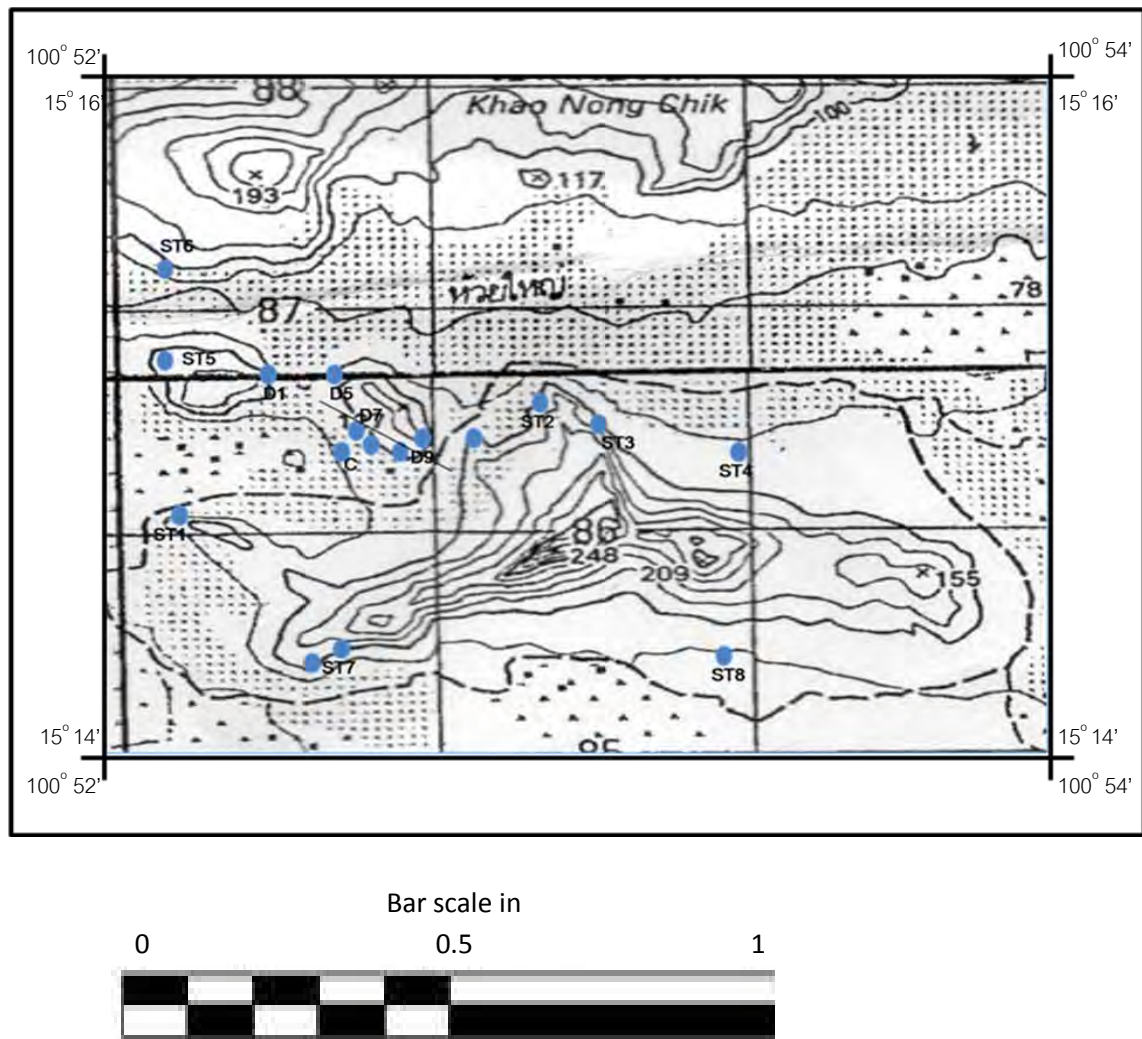 100° 52'
100° 54'
15° 16'
15° 16'
88
Khao Nong Chik
100
193
117
ST6
ห้วยใหญ่
78
87
ST5
D1
D5
D7
ST2
ST3
C
D9
ST4
ST1
86
248
209
155
ST7
ST8
15° 14'
85
15° 14'
100° 52'
100° 54'
Bar scale in
0 0.5 1